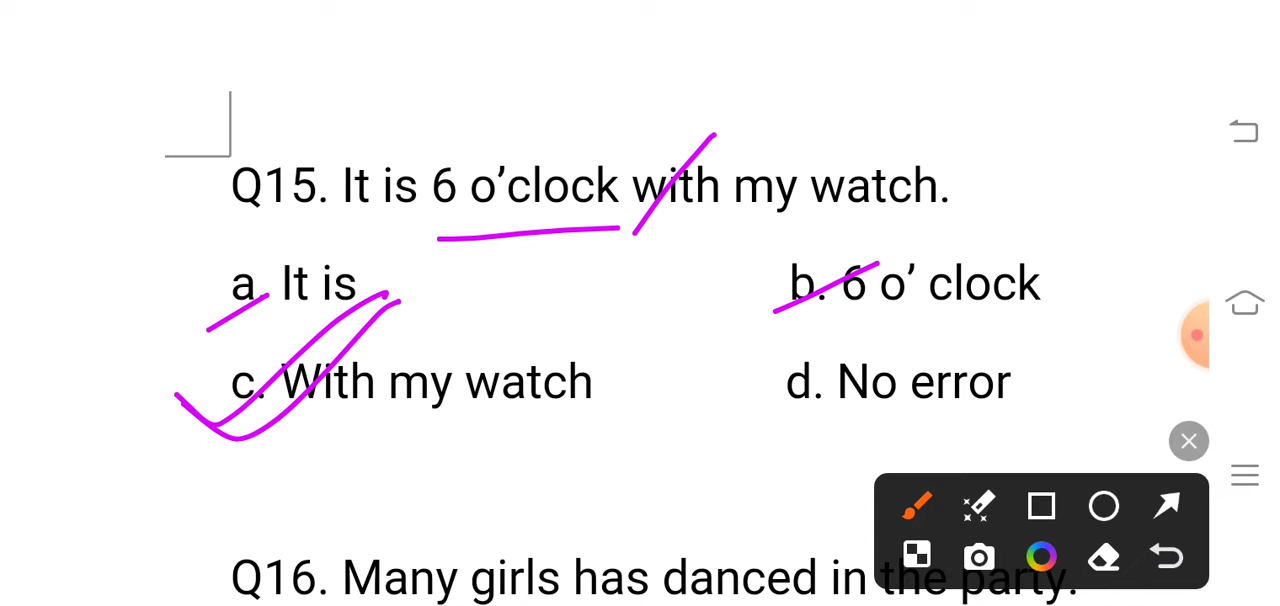 Q15. It is 6 o’clock with my watch.
a. It is
b. 6 o’ clock
c. With my watch
d. No error
Q16. Many girls has danced in the party.